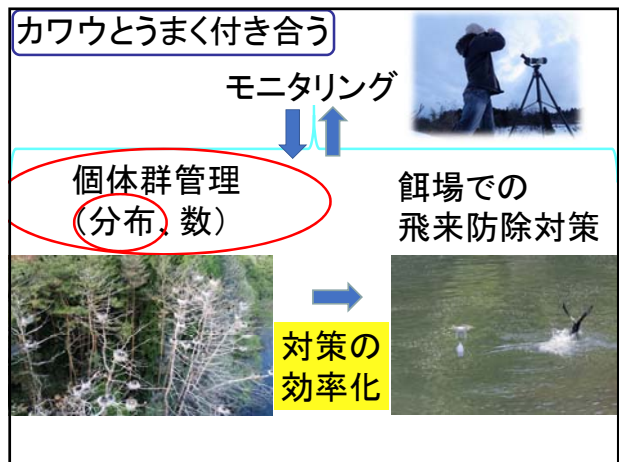 カワウとうまく付き合う
モニタリング
個体群管理
（分布、数）
餌場での
飛来防除対策
対策の
効率化